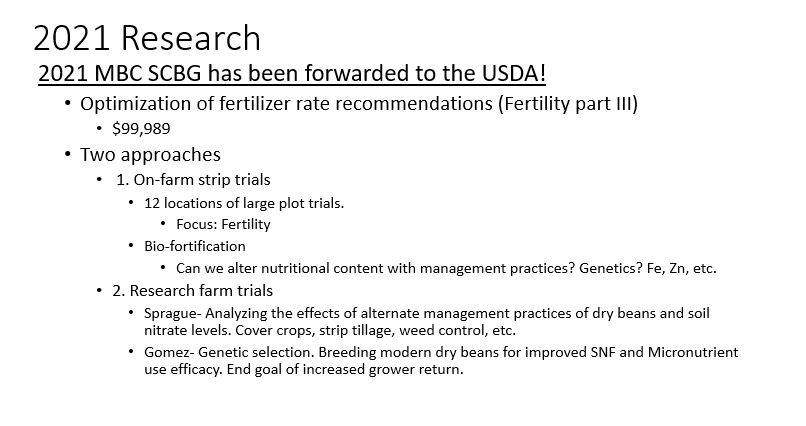 2021 Research
2021 MBC SCBG has been forwarded to the USDA!
• Optimization of fertilizer rate recommendations (Fertility part III)
• $99,989
• Two approaches
• 1. On-farm strip trials
• 12 locations of large plot trials.
• Focus: Fertility
• Bio-fortification
• Can we alter nutritional content with management practices? Genetics? Fe, Zn, etc.
• 2. Research farm trials
• Sprague- Analyzing the effects of alternate management practices of dry beans and soil
nitrate levels. Cover crops, strip tillage, weed control, etc.
• Gomez- Genetic selection. Breeding modern dry beans for improved SNF and Micronutrient
use efficacy. End goal of increased grower return.